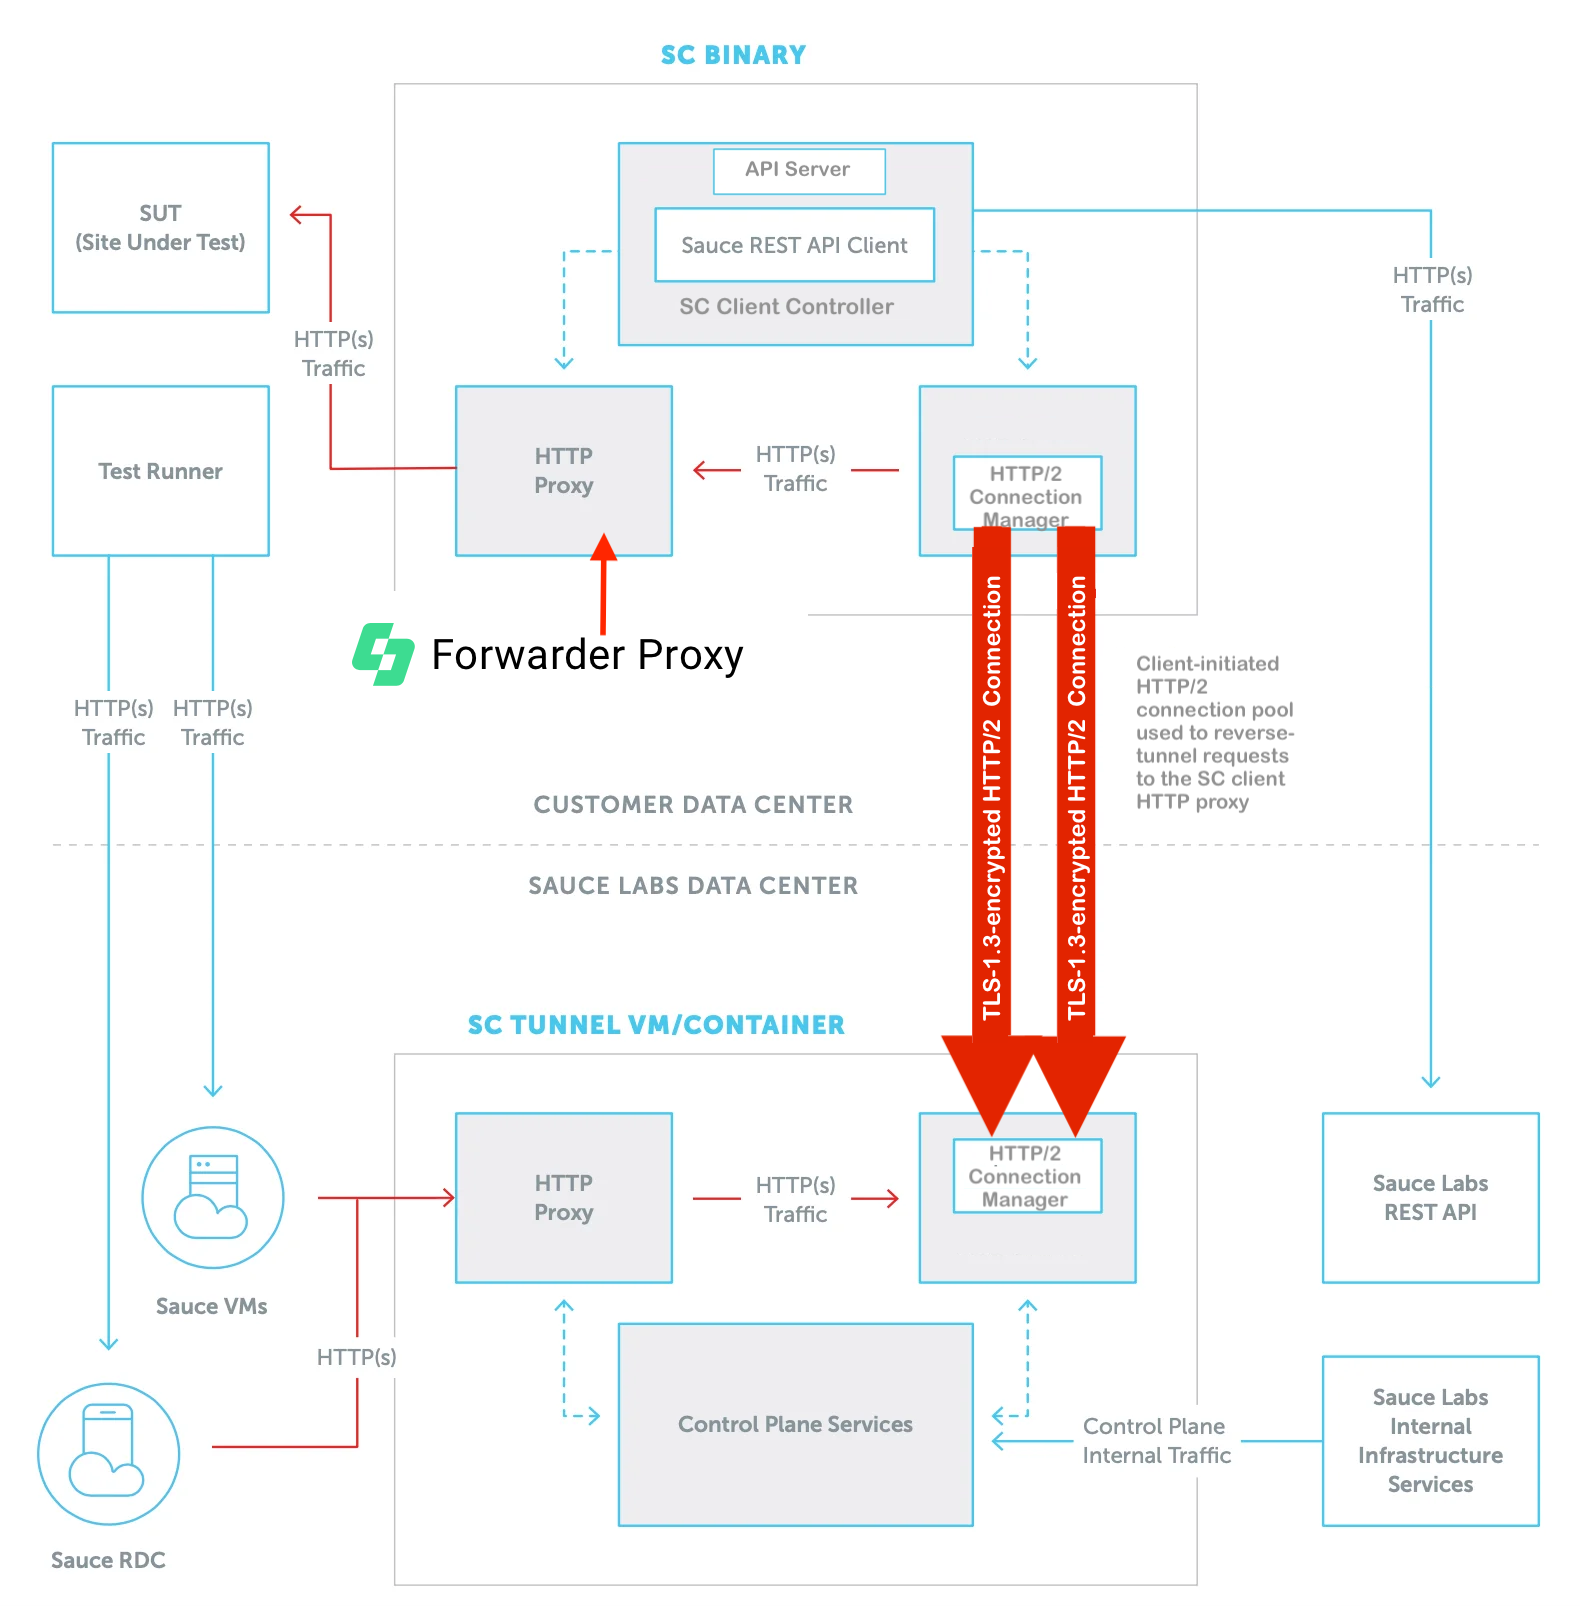 SC BINARY
API Server
Sauce REST API Client
SC Client Controller
SUT
(Site Under Test)
HTTP(s)
Traffic
HTTP(s)
Traffic
Test Runner
HTTP
Proxy
HTTP(s)
Traffic
HTTP/2
Connection
Manager
Forwarder Proxy
TLS-1.3-encrypted HTTP/2 Connection
TLS-1.3-encrypted HTTP/2 Connection
Client-initiated
HTTP/2
connection pool
used to reverse-
tunnel requests
to the SC client
HTTP proxy
HTTP(s)
Traffic
HTTP(s)
Traffic
CUSTOMER DATA CENTER
SAUCE LABS DATA CENTER
SC TUNNEL VM/CONTAINER
HTTP
Proxy
HTTP(s)
Traffic
HTTP/2
Connection
Manager
Sauce Labs
REST API
Sauce VMs
HTTP(s)
Control Plane Services
Control Plane
Internal Traffic
Sauce Labs
Internal
Infrastructure
Services
Sauce RDC